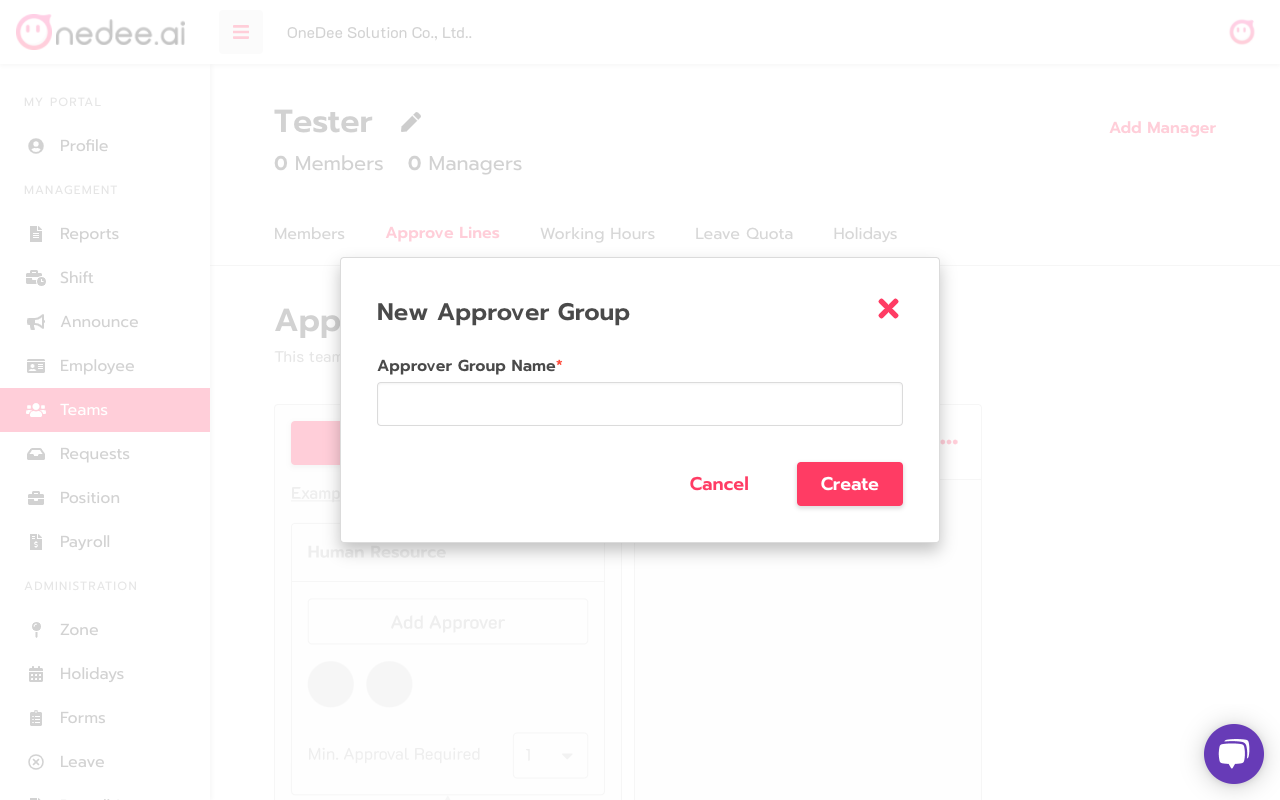 nedee.ai
OneDee Solution Co., Ltd..
MY PORTAL
Profile
MANAGEMENT
Reports
Shift
Announce
Employee
Teams
Requests
Position
Payroll
ADMINISTRATION
Zone
Holidays
Forms
Leave
Tester
Add Manager
0 Members 0 Managers
Members Approve Lines Working Hours Leave Quota Holidays
App
This team
New Approver Group
Approver Group Name*
Cancel Create
Examp
Human Resource
Add Approver
Min. Approval Required 1